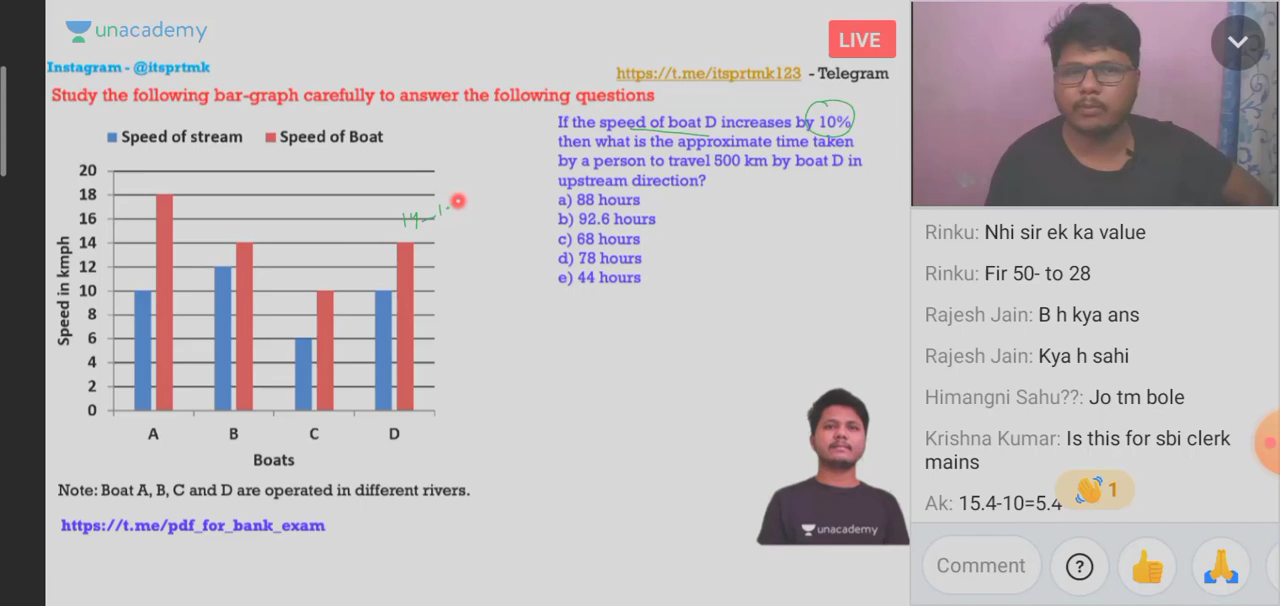 unacademy
LIVE
Instagram - @itsprtmk
https://t.me/itsprtmk123 - Telegram
Study the following bar-graph carefully to answer the following questions
Speed of stream Speed of Boat
20
18
16
14
12
10
8
6
4
2
0
Speed in kmph
A B C D
Boats
Note: Boat A, B, C and D are operated in different rivers.
https://t.me/pdf_for_bank_exam
If the speed of boat D increases by 10%
then what is the approximate time taken
by a person to travel 500 km by boat D in
upstream direction?
a) 88 hours
b) 92.6 hours
c) 68 hours
d) 78 hours
e) 44 hours
unacademy
Rinku: Nhi sir ek ka value
Rinku: Fir 50- to 28
Rajesh Jain: B h kya ans
Rajesh Jain: Kya h sahi
Himangni Sahu??: Jo tm bole
Krishna Kumar: Is this for sbi clerk
mains
Ak: 15.4-10=5.4
1
Comment
?